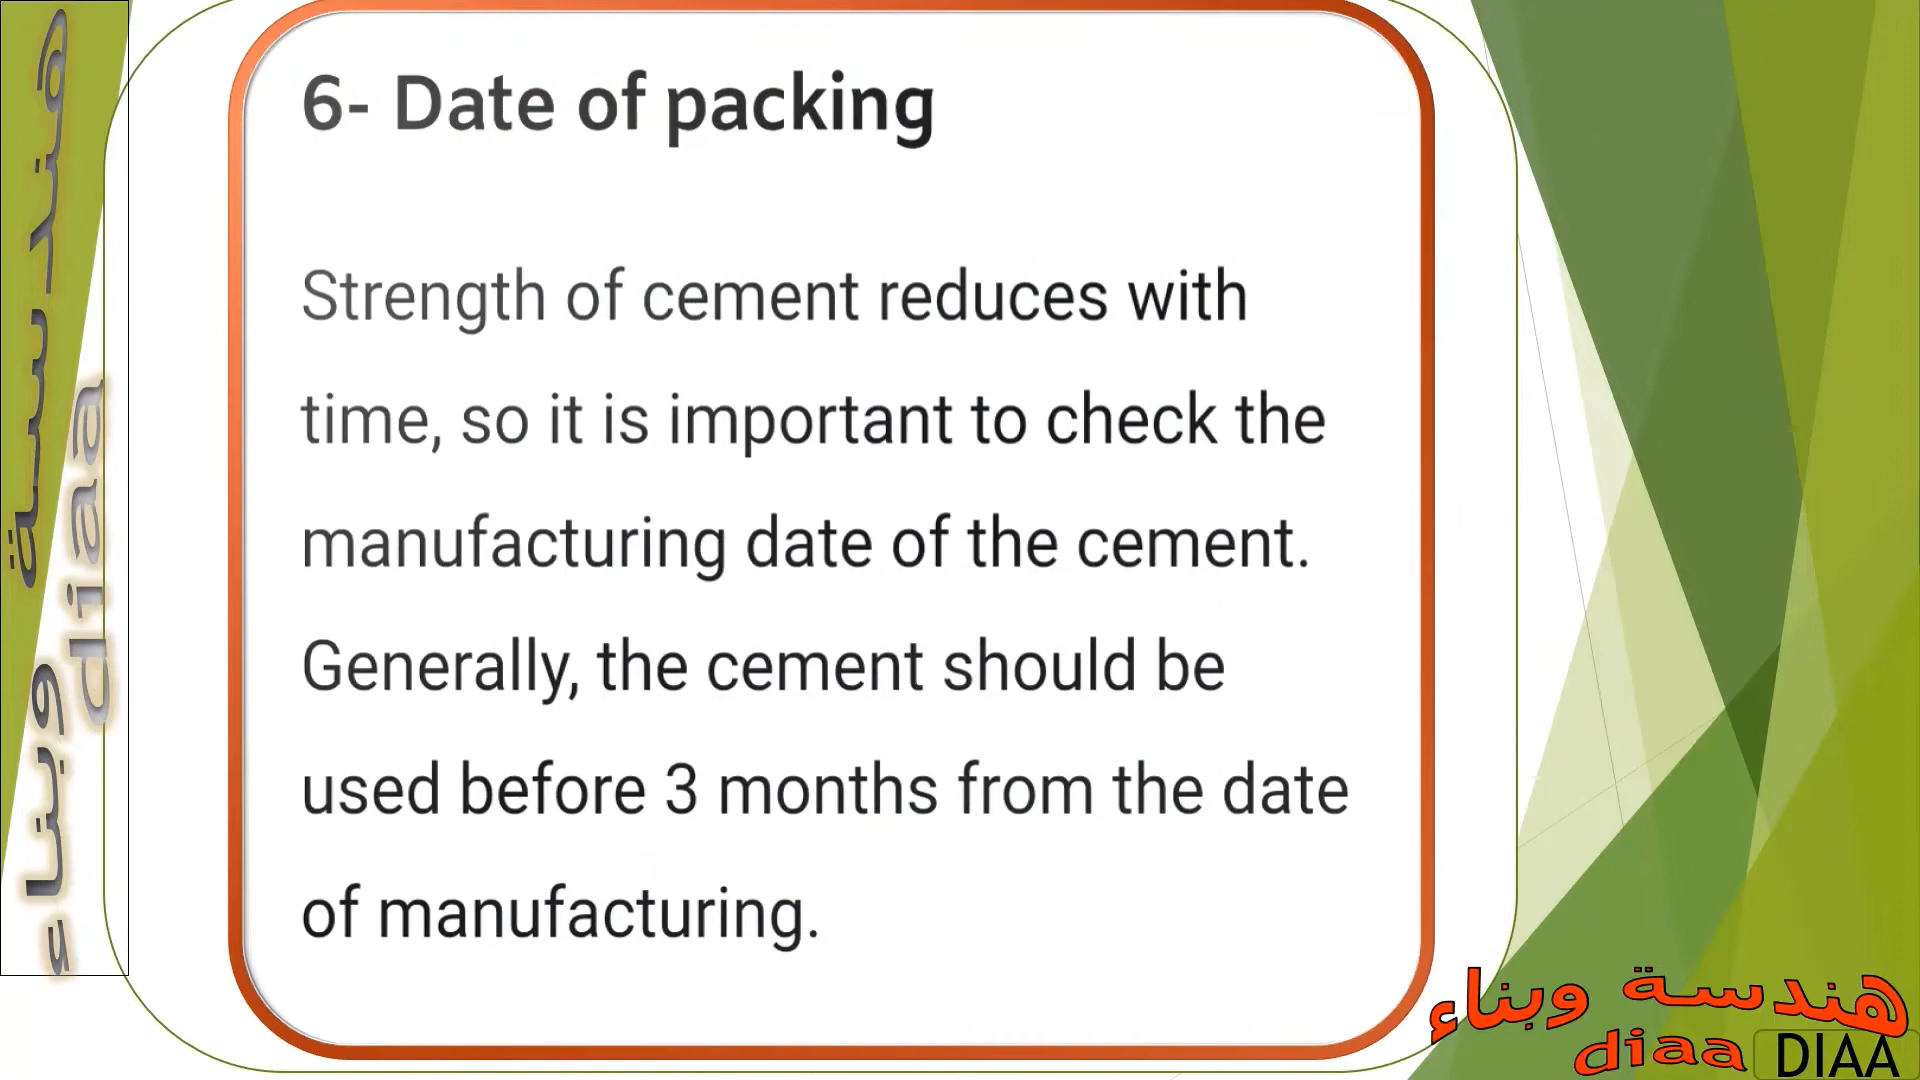 6- Date of packing
Strength of cement reduces with
time, so it is important to check the
manufacturing date of the cement.
Generally, the cement should be
used before 3 months from the date
of manufacturing.
هندسة وبناء
diaa
هندسة وبناء
diaa
DIAA